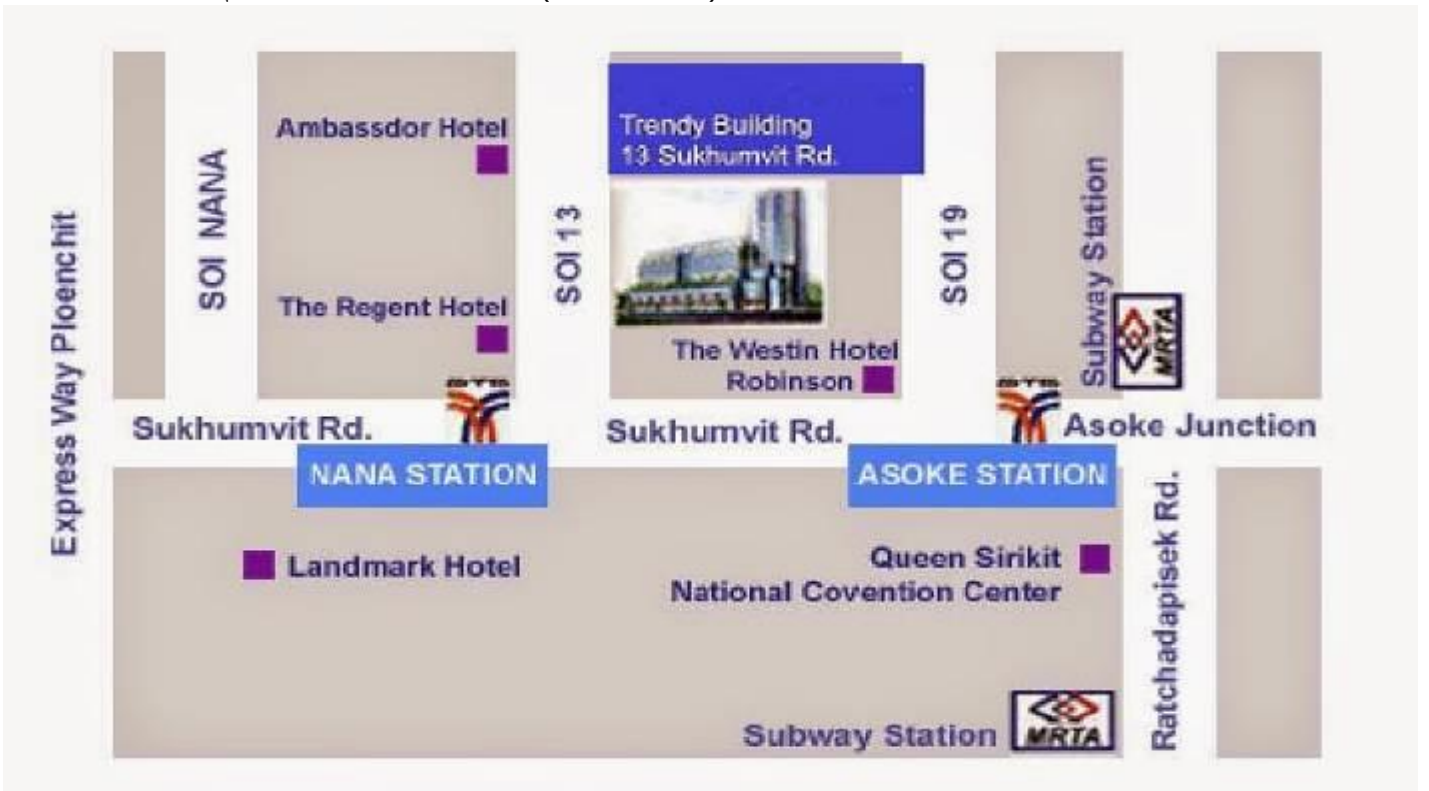 Ambassdor Hotel
Trendy Building
13 Sukhumvit Rd.
SOI NANA
SOI 13
SOI 19
Subway Station
Express Way Ploenchit
The Regent Hotel
MRTA
The Westin Hotel
Robinson
BTS
BTS
Sukhumvit Rd.
Sukhumvit Rd.
Asoke Junction
NANA STATION
ASOKE STATION
Landmark Hotel
Queen Sirikit
National Covention Center
Ratchadapisek Rd.
Subway Station
MRTA